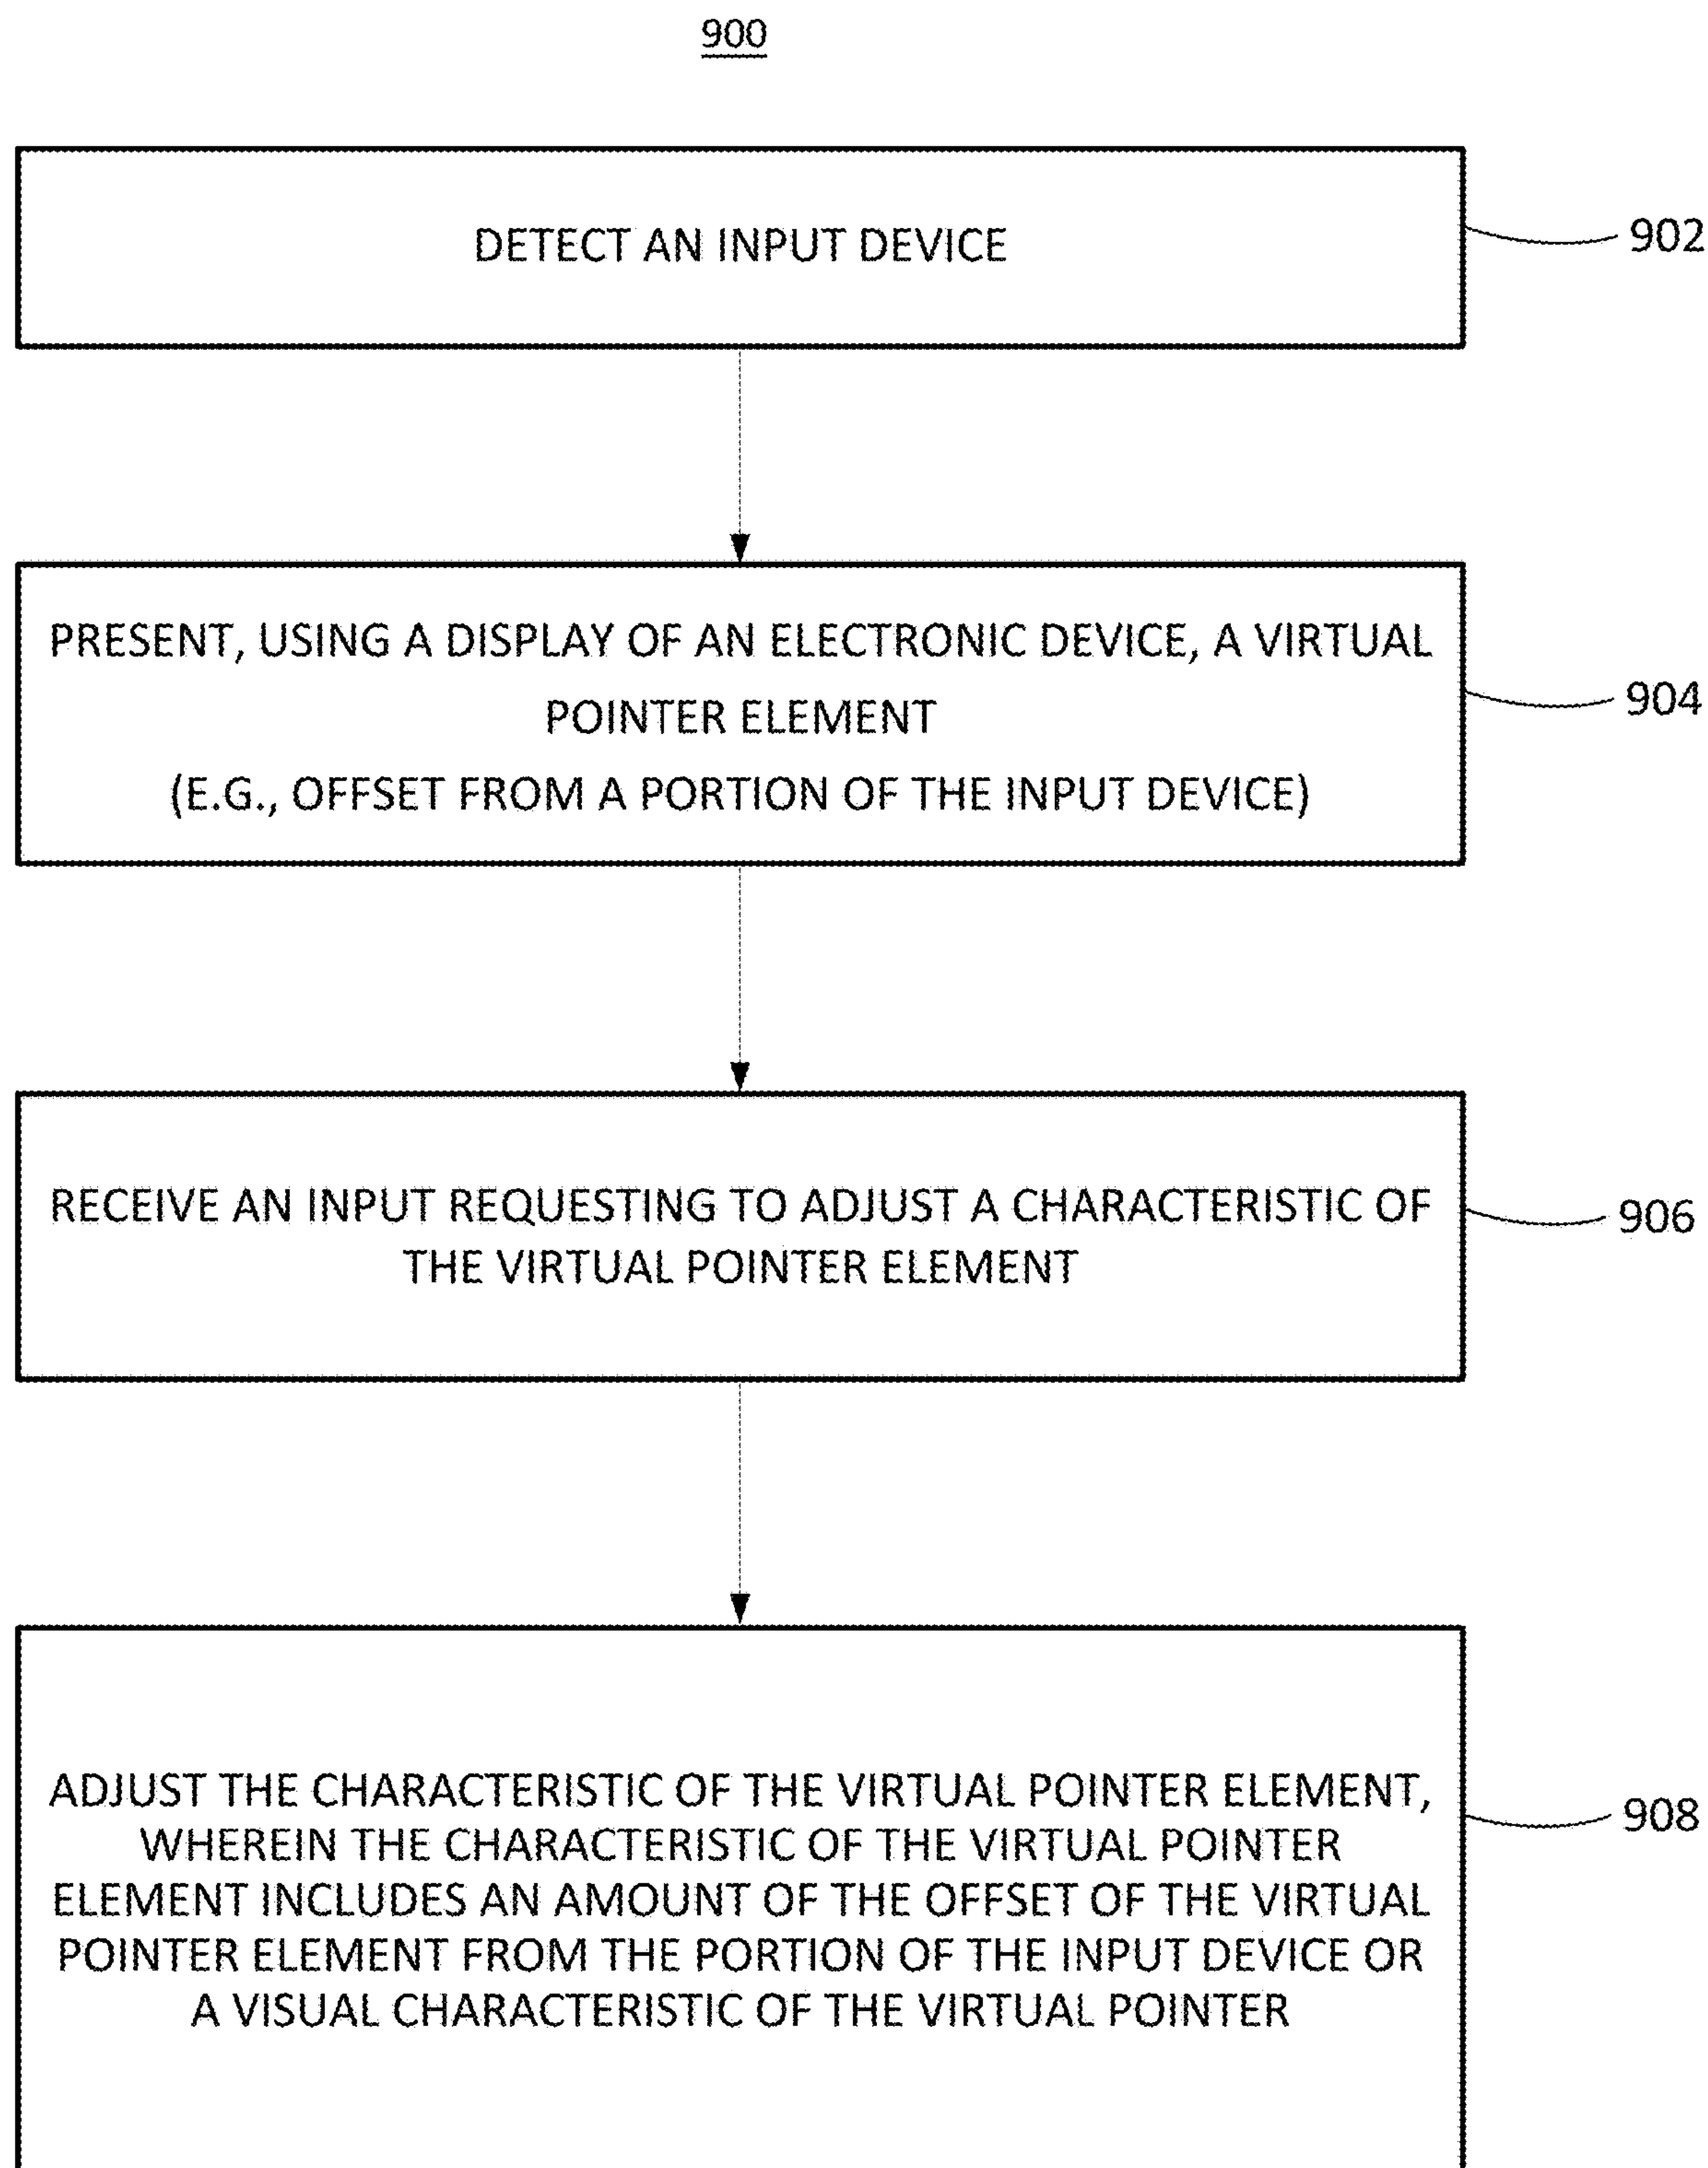 900
DETECT AN INPUT DEVICE
902
PRESENT, USING A DISPLAY OF AN ELECTRONIC DEVICE, A VIRTUAL
POINTER ELEMENT
(E.G., OFFSET FROM A PORTION OF THE INPUT DEVICE)
904
RECEIVE AN INPUT REQUESTING TO ADJUST A CHARACTERISTIC OF
THE VIRTUAL POINTER ELEMENT
906
ADJUST THE CHARACTERISTIC OF THE VIRTUAL POINTER ELEMENT,
WHEREIN THE CHARACTERISTIC OF THE VIRTUAL POINTER
ELEMENT INCLUDES AN AMOUNT OF THE OFFSET OF THE VIRTUAL
POINTER ELEMENT FROM THE PORTION OF THE INPUT DEVICE OR
A VISUAL CHARACTERISTIC OF THE VIRTUAL POINTER
908